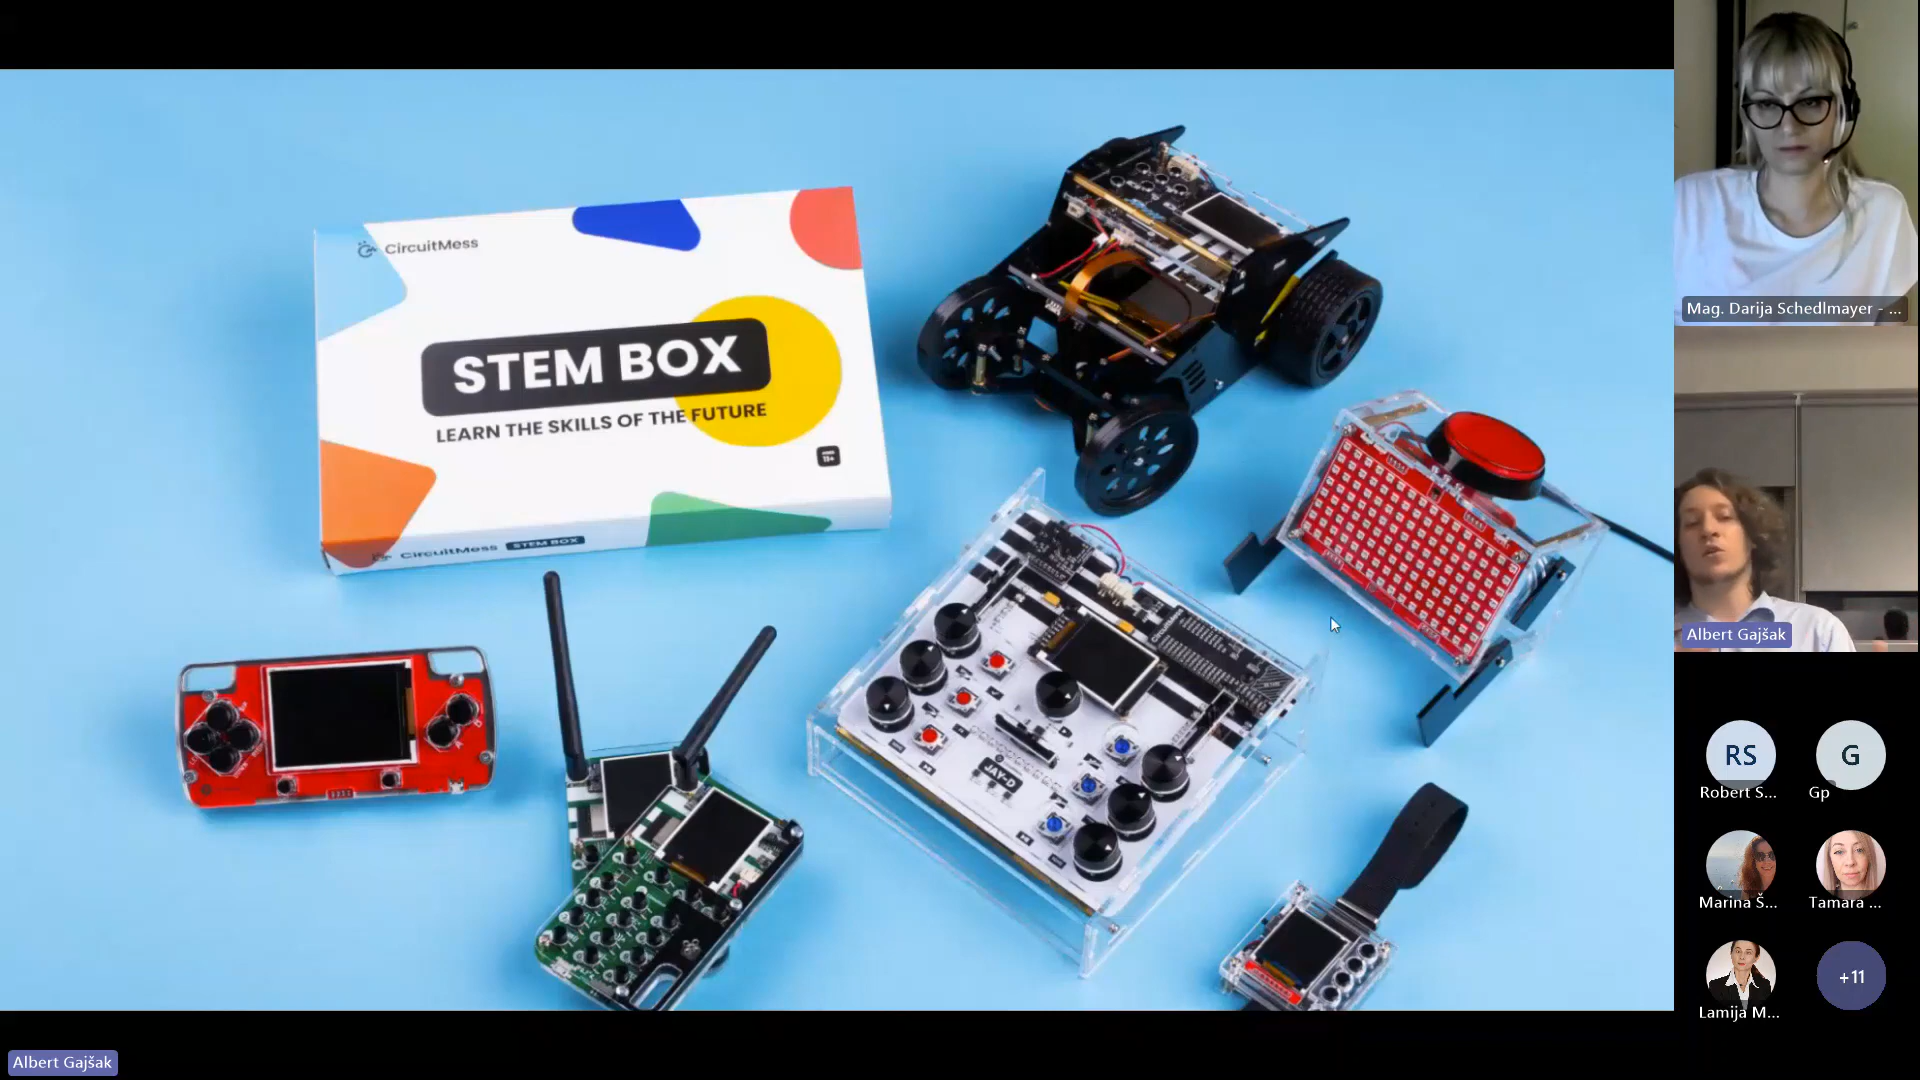 CircuitMess
STEM BOX
LEARN THE SKILLS OF THE FUTURE
11+
CircuitMess STEM BOX
JAY-D
Mag. Darija Schedlmayer - ...
Albert Gajšak
RS
G
Robert S...
Gp
Marina Š...
Tamara ...
Lamija M...
+11
Albert Gajšak